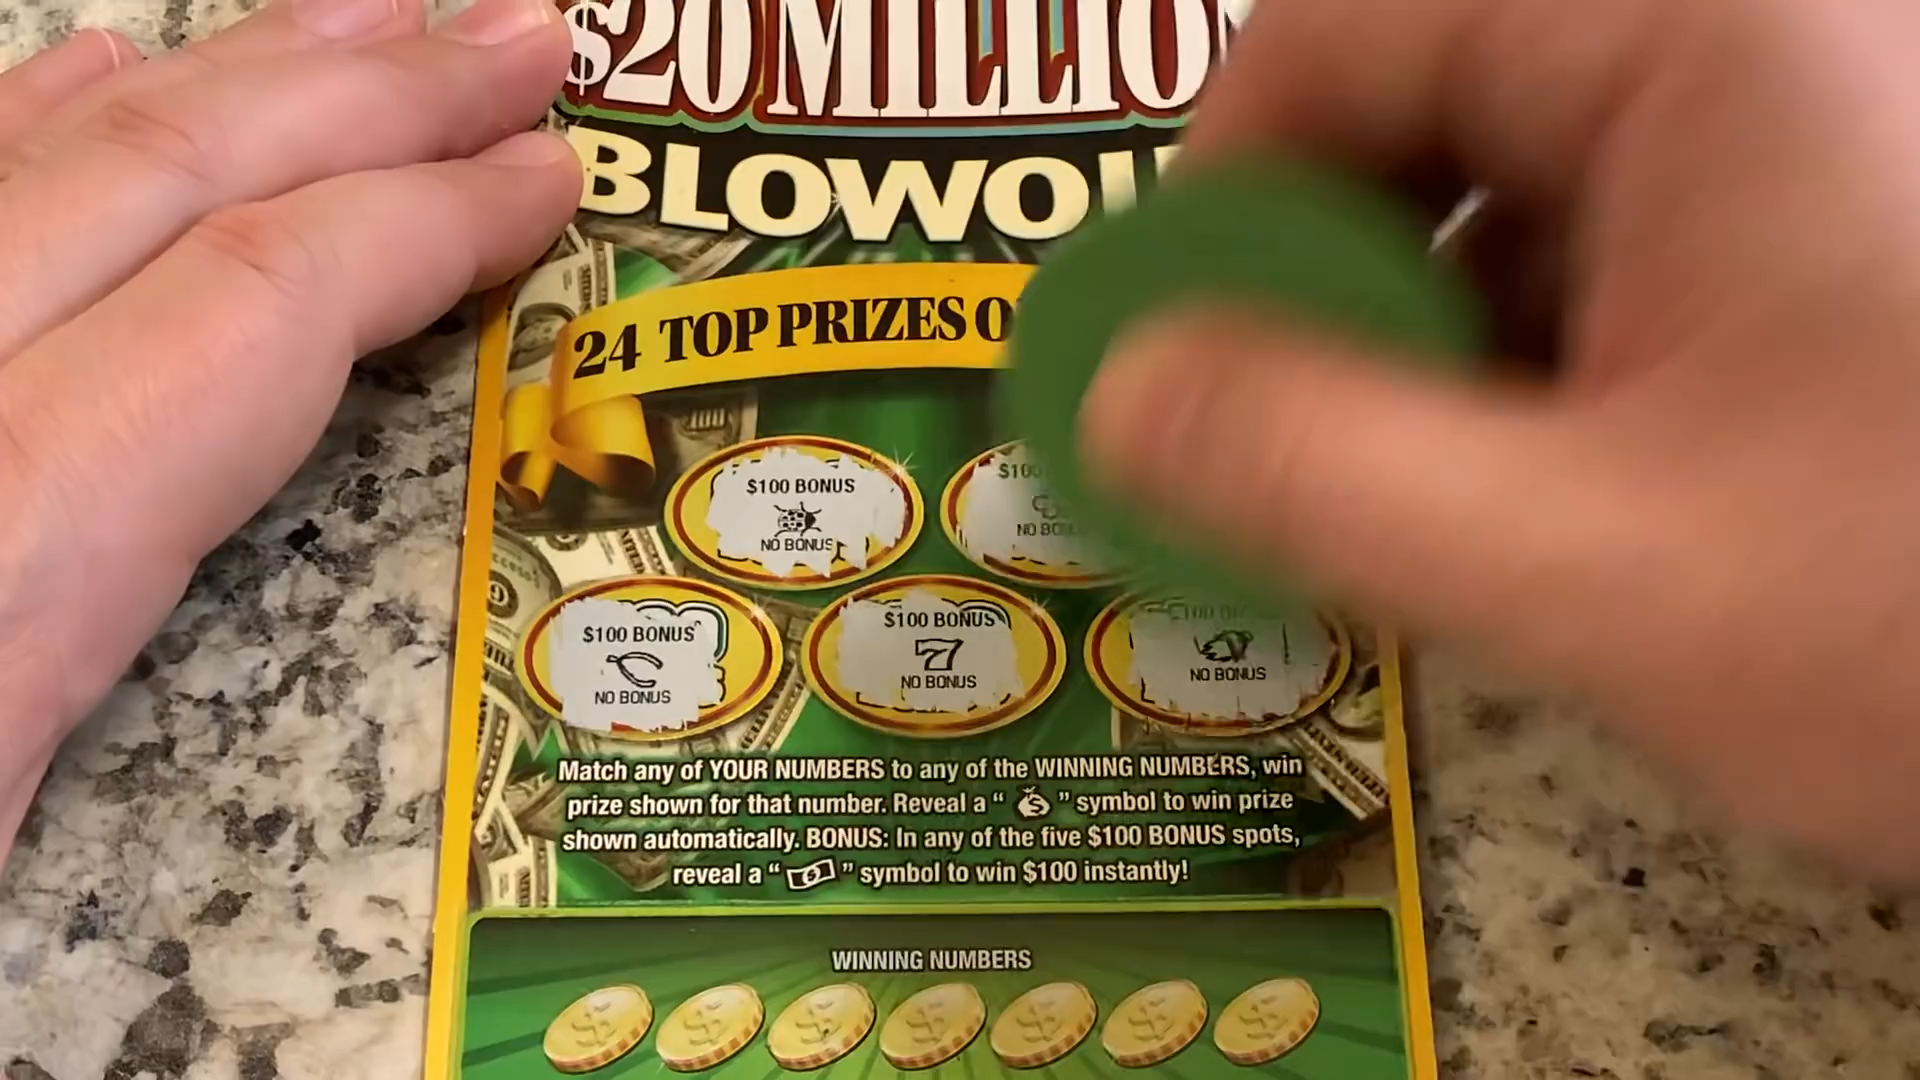 $20 MILLIO
BLOWO
24 TOP PRIZES O
$100 BONUS
NO BONUS
$100
NO BON
$100 BONUS
NO BONUS
$100 BONUS
7
NO BONUS
$100
NO BONUS
Match any of YOUR NUMBERS to any of the WINNING NUMBERS, win
prize shown for that number. Reveal a “ $ ” symbol to win prize
shown automatically. BONUS: In any of the five $100 BONUS spots,
reveal a “ $ ” symbol to win $100 instantly!
WINNING NUMBERS